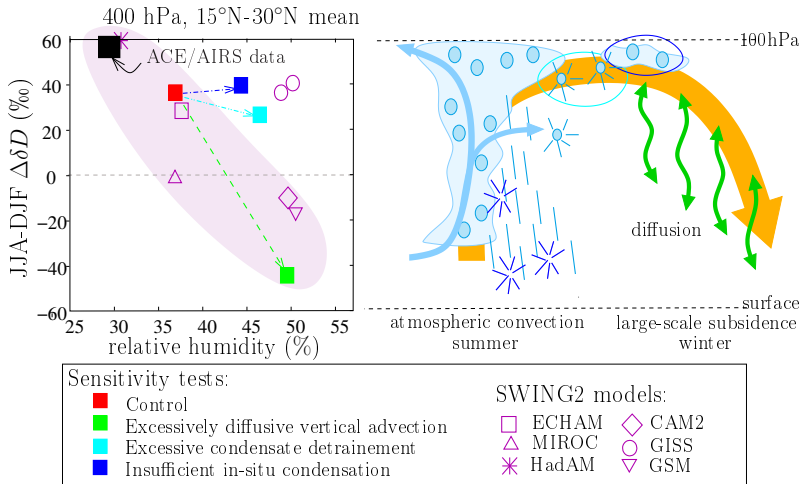 400 hPa, 15°N-30°N mean
JJA-DJF ΔδD (‰)
60
40
20
0
−20
−40
−60
25
30
35
40
45
50
55
relative humidity (%)
ACE/AIRS data
100hPa
diffusion
surface
atmospheric convection
summer
large-scale subsidence
winter
Sensitivity tests:
Control
Excessively diffusive vertical advection
Excessive condensate detrainement
Insufficient in-situ condensation
SWING2 models:
ECHAM
MIROC
HadAM
CAM2
GISS
GSM